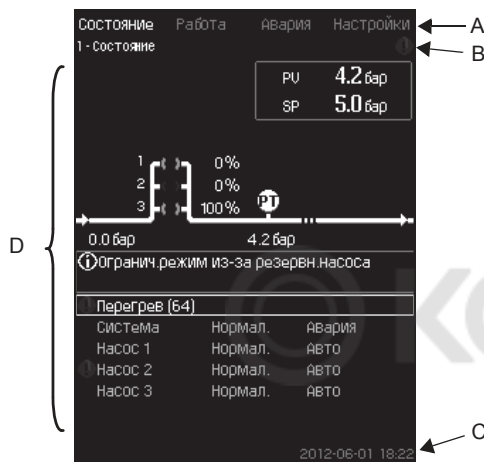 Состояние Работа Авария Настройки A
1 - Состояние B
PV 4.2 бар
SP 5.0 бар
1 0%
2 0%
3 100% PT
D
0.0 бар 4.2 бар
Огранич.режим из-за резервн.насоса
Перегрев (64)
Система Нормал. Авария
Насос 1 Нормал. Авто
Насос 2 Нормал. Авто
Насос 3 Нормал. Авто
C
2012-06-01 18:22